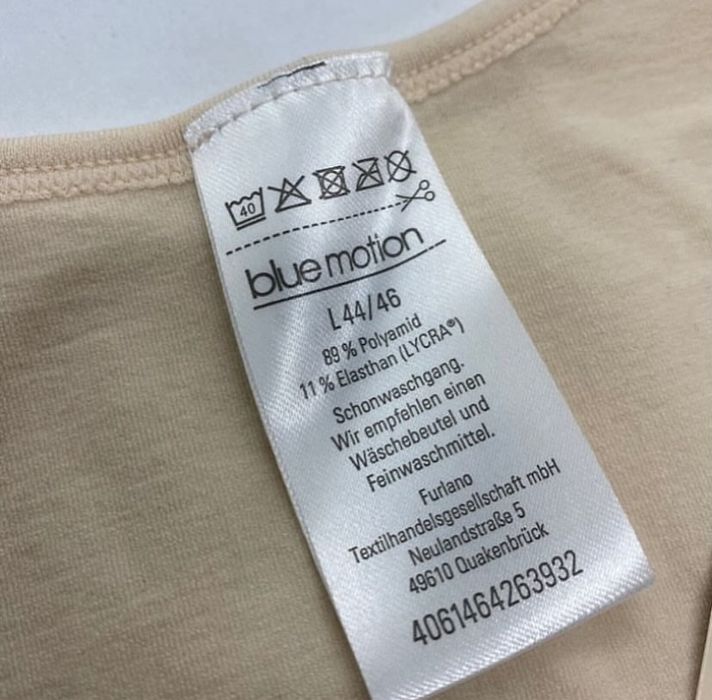 40
blue motion
L 44/46
89 % Polyamid
11 % Elasthan (LYCRA®)
Schonwaschgang.
Wir empfehlen einen
Wäschebeutel und
Feinwaschmittel.
Furlano
Textilhandelsgesellschaft mbH
Neulandstraße 5
49610 Quakenbrück
4061464263932